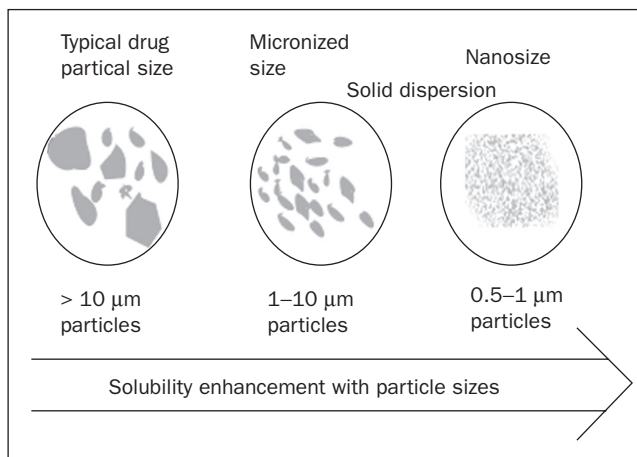 Typical drug
partical size
Micronized
size
Nanosize
Solid dispersion
> 10 μm
particles
1–10 μm
particles
0.5–1 μm
particles
Solubility enhancement with particle sizes